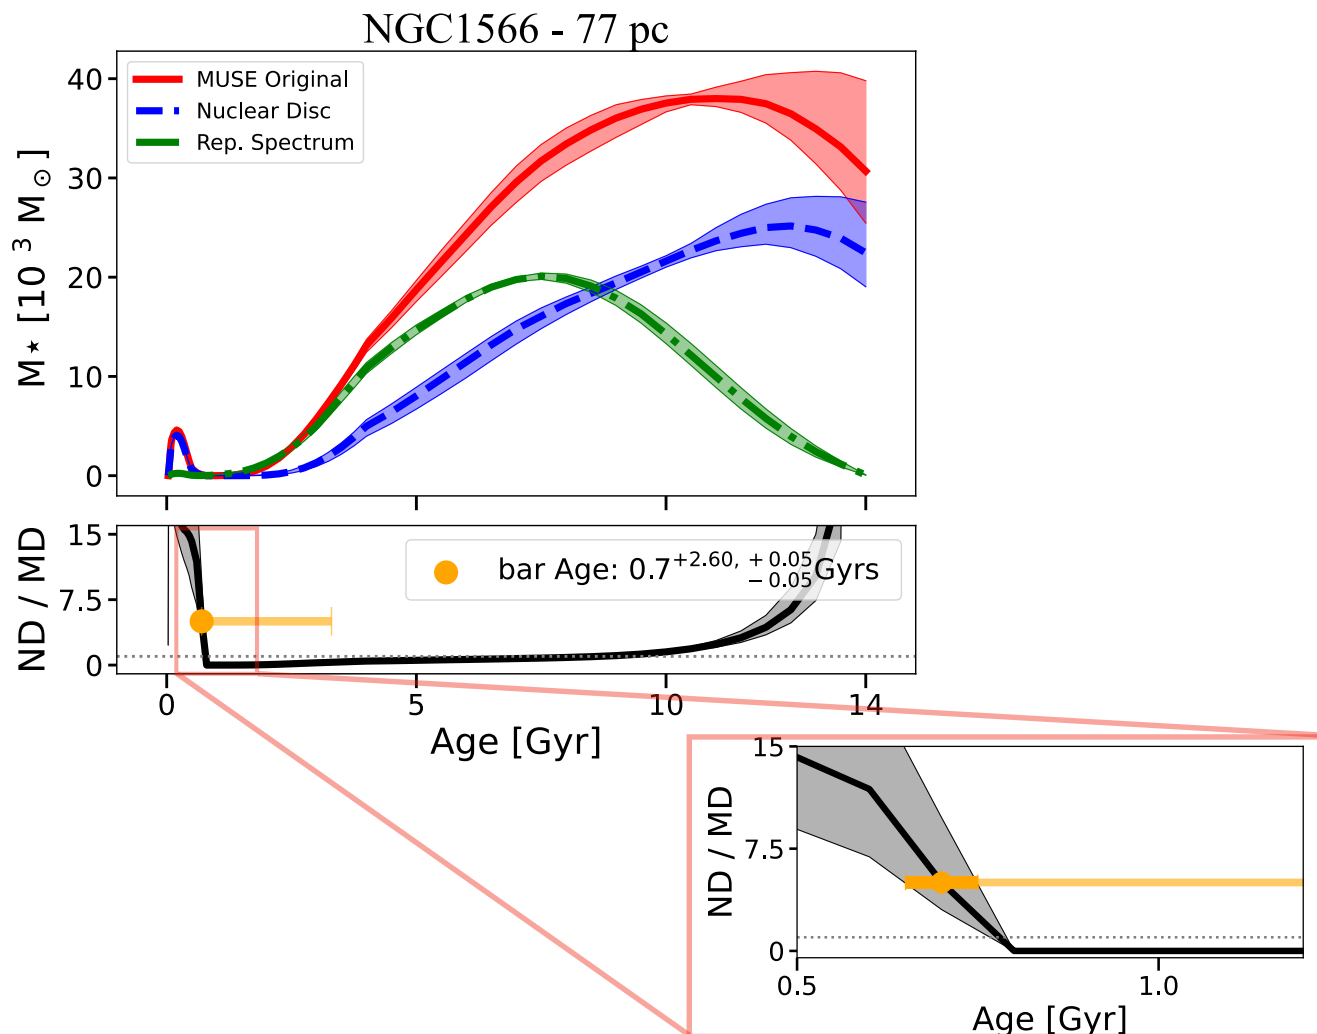 NGC1566 - 77 pc
M⋆ [10 ³ M☉]
40
30
20
10
0
MUSE Original
Nuclear Disc
Rep. Spectrum
ND / MD
15
7.5
0
bar Age: 0.7+2.60, +0.05 −0.05 Gyrs
0 5 10 14
Age [Gyr]
ND / MD
15
7.5
0
0.5 1.0
Age [Gyr]